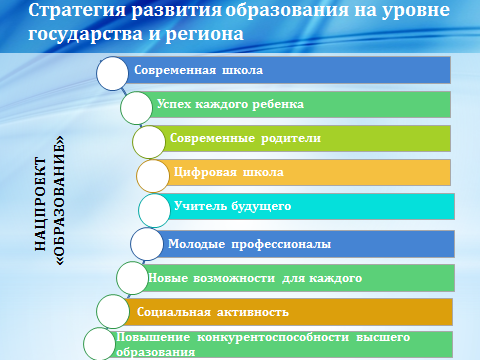 Стратегия развития образования на уровне
государства и региона
НАЦПРОЕКТ
«ОБРАЗОВАНИЕ»
Современная школа
Успех каждого ребенка
Современные родители
Цифровая школа
Учитель будущего
Молодые профессионалы
Новые возможности для каждого
Социальная активность
Повышение конкурентоспособности высшего
образования